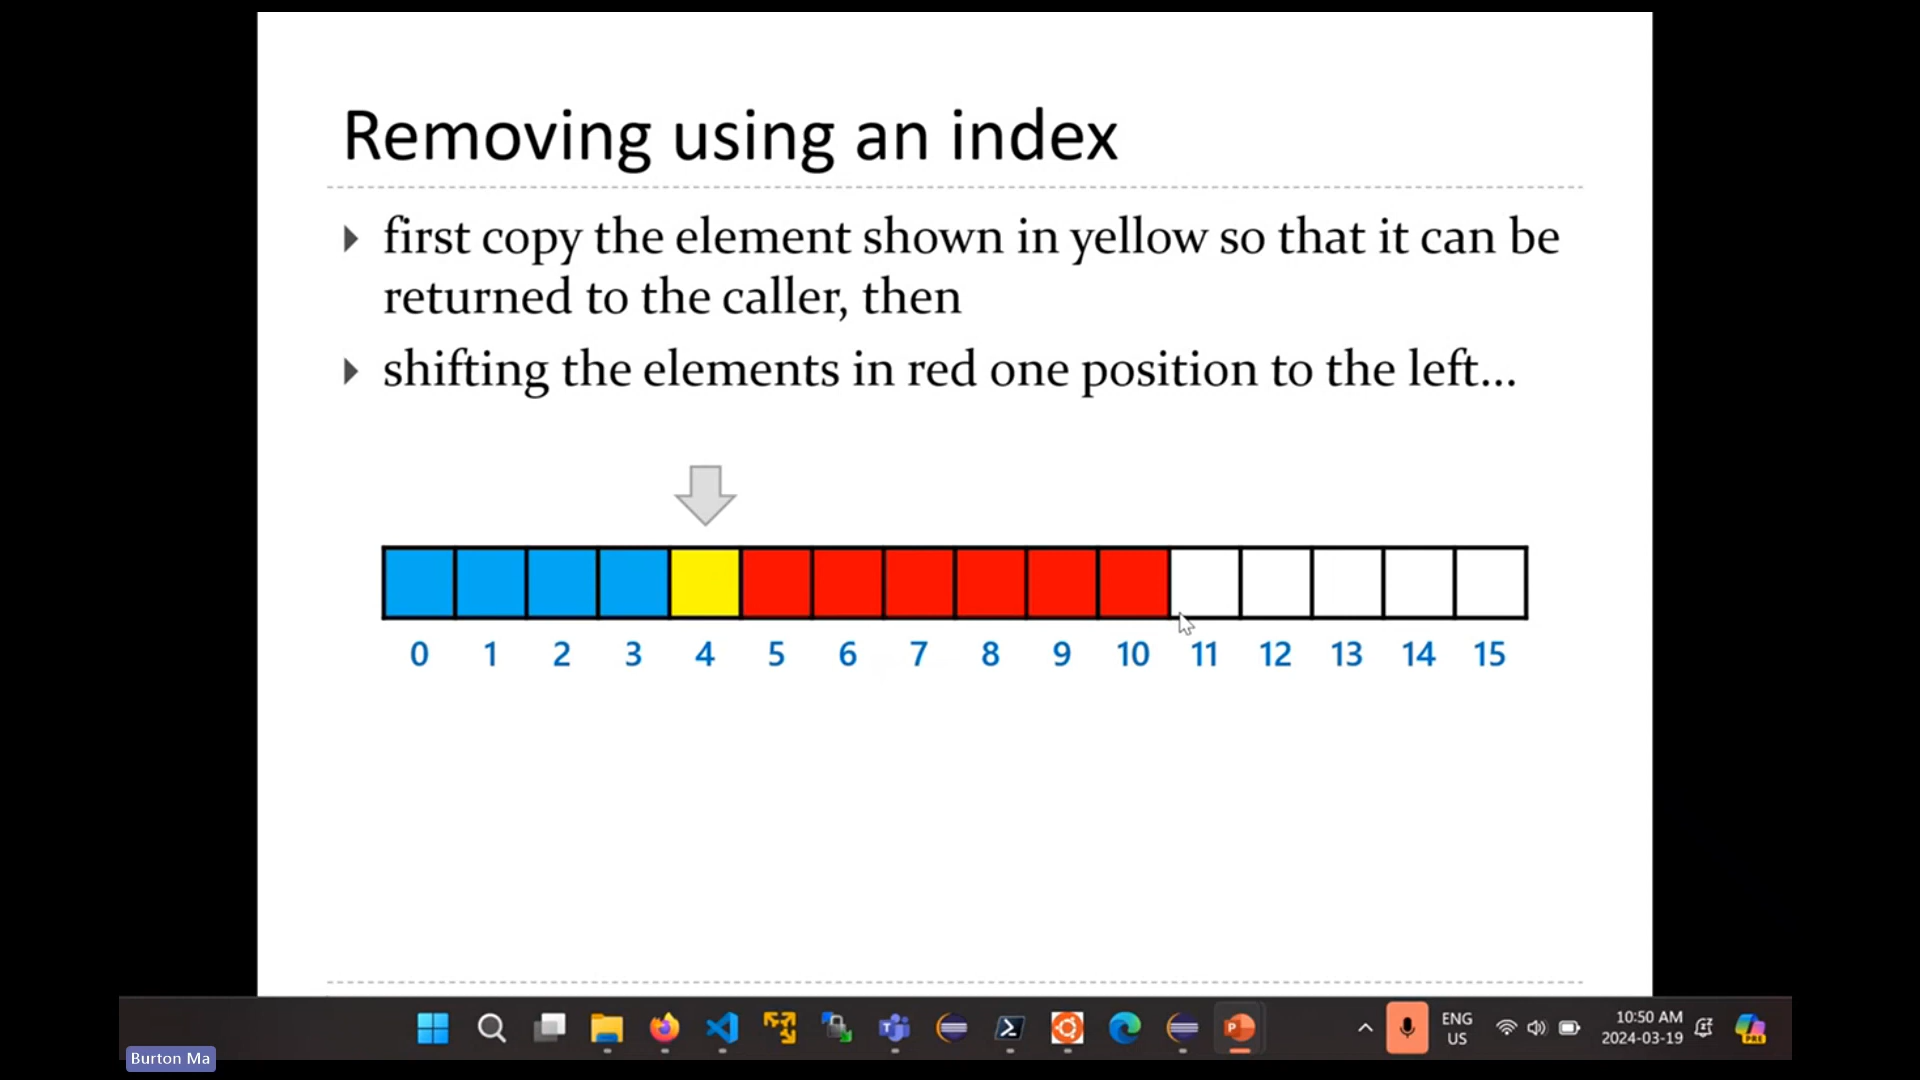 Removing using an index
first copy the element shown in yellow so that it can be
returned to the caller, then
shifting the elements in red one position to the left...
0 1 2 3 4 5 6 7 8 9 10 11 12 13 14 15
ENG
US
10:50 AM
2024-03-19
PRE
Burton Ma